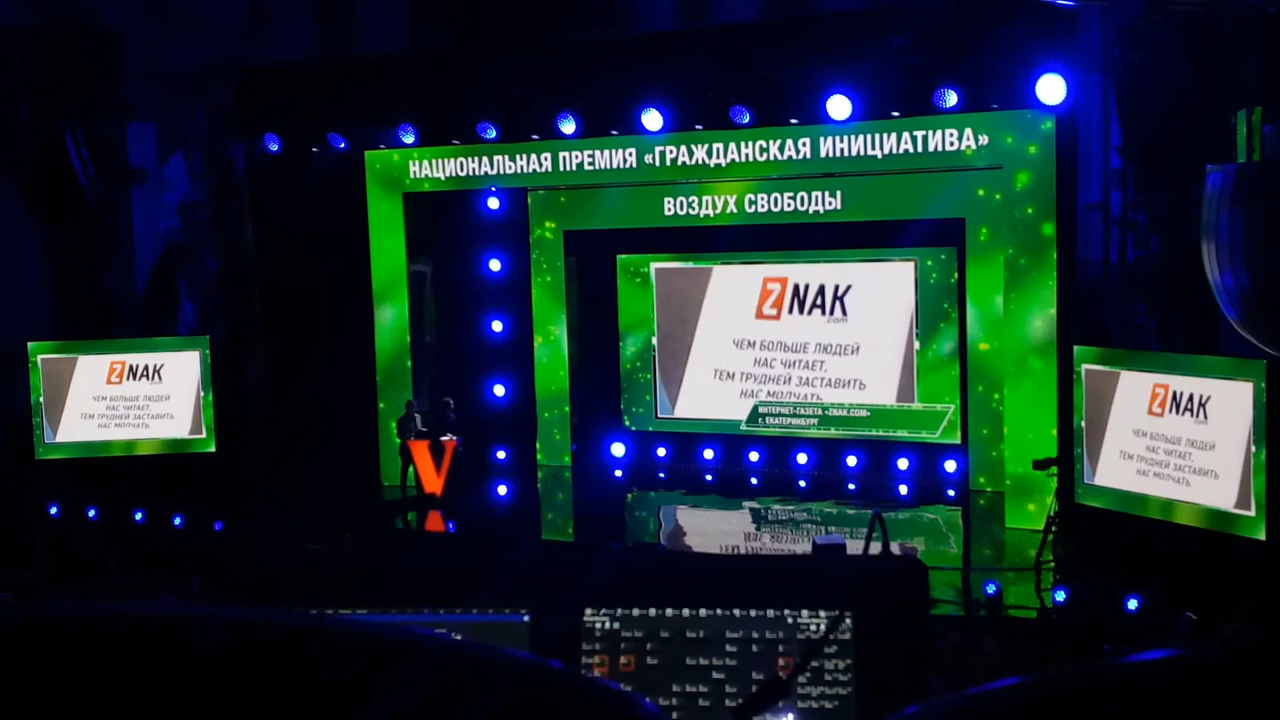 НАЦИОНАЛЬНАЯ ПРЕМИЯ «ГРАЖДАНСКАЯ ИНИЦИАТИВА»
ВОЗДУХ СВОБОДЫ
ZNAK
.com
ЧЕМ БОЛЬШЕ ЛЮДЕЙ
НАС ЧИТАЕТ,
ТЕМ ТРУДНЕЙ ЗАСТАВИТЬ
НАС МОЛЧАТЬ.
ИНТЕРНЕТ-ГАЗЕТА «ZNAK.COM»
г. ЕКАТЕРИНБУРГ
ZNAK
.com
ЧЕМ БОЛЬШЕ ЛЮДЕЙ
НАС ЧИТАЕТ,
ТЕМ ТРУДНЕЙ ЗАСТАВИТЬ
НАС МОЛЧАТЬ.
ZNAK
.com
ЧЕМ БОЛЬШЕ ЛЮДЕЙ
НАС ЧИТАЕТ,
ТЕМ ТРУДНЕЙ ЗАСТАВИТЬ
НАС МОЛЧАТЬ.
V